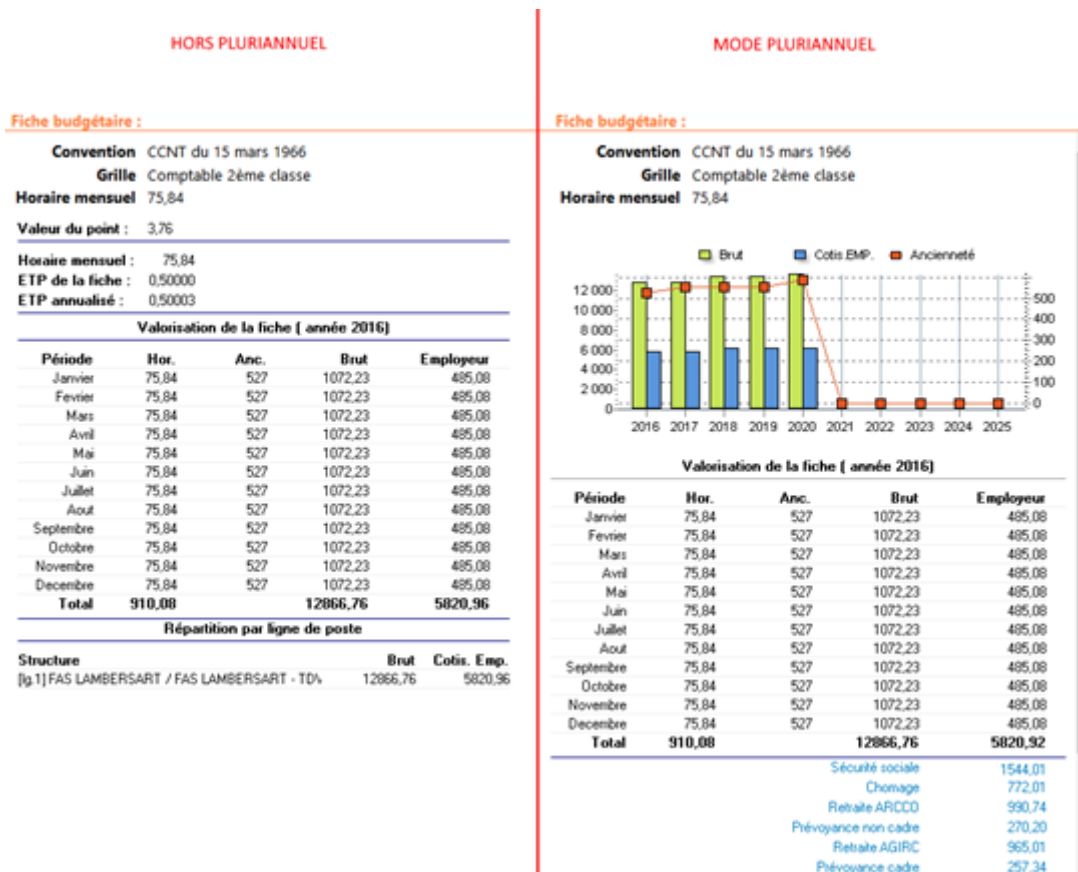 HORS PLURIANNUEL
Fiche budgétaire :
Convention CCNT du 15 mars 1966
Grille Comptable 2ème classe
Horaire mensuel 75,84
Valeur du point : 3,76
Horaire mensuel : 75,84
ETP de la fiche : 0,50000
ETP annualisé : 0,50003
Valorisation de la fiche ( année 2016)
Période Hor. Anc. Brut Employeur
Janvier 75,84 527 1072,23 485,08
Fevrier 75,84 527 1072,23 485,08
Mars 75,84 527 1072,23 485,08
Avril 75,84 527 1072,23 485,08
Mai 75,84 527 1072,23 485,08
Juin 75,84 527 1072,23 485,08
Juillet 75,84 527 1072,23 485,08
Aout 75,84 527 1072,23 485,08
Septembre 75,84 527 1072,23 485,08
Octobre 75,84 527 1072,23 485,08
Novembre 75,84 527 1072,23 485,08
Decembre 75,84 527 1072,23 485,08
Total 910,08 12866,76 5820,96
Répartition par ligne de poste
Structure Brut Cotis. Emp.
[lg.1] FAS LAMBERSART / FAS LAMBERSART - 12866,76 5820,96
MODE PLURIANNUEL
Fiche budgétaire :
Convention CCNT du 15 mars 1966
Grille Comptable 2ème classe
Horaire mensuel 75,84
Brut Cotis.EMP. Ancienneté
12 000
10 000
8 000
6 000
4 000
2 000
0
500
400
300
200
100
0
2016 2017 2018 2019 2020 2021 2022 2023 2024 2025
Valorisation de la fiche ( année 2016)
Période Hor. Anc. Brut Employeur
Janvier 75,84 527 1072,23 485,08
Fevrier 75,84 527 1072,23 485,08
Mars 75,84 527 1072,23 485,08
Avril 75,84 527 1072,23 485,08
Mai 75,84 527 1072,23 485,08
Juin 75,84 527 1072,23 485,08
Juillet 75,84 527 1072,23 485,08
Aout 75,84 527 1072,23 485,08
Septembre 75,84 527 1072,23 485,08
Octobre 75,84 527 1072,23 485,08
Novembre 75,84 527 1072,23 485,08
Decembre 75,84 527 1072,23 485,08
Total 910,08 12866,76 5820,92
Sécurité sociale 1544,01
Chomage 772,01
Retraite ARCCO 990,74
Prévoyance non cadre 270,20
Retraite AGIRC 965,01
Prévoyance cadre 257,34